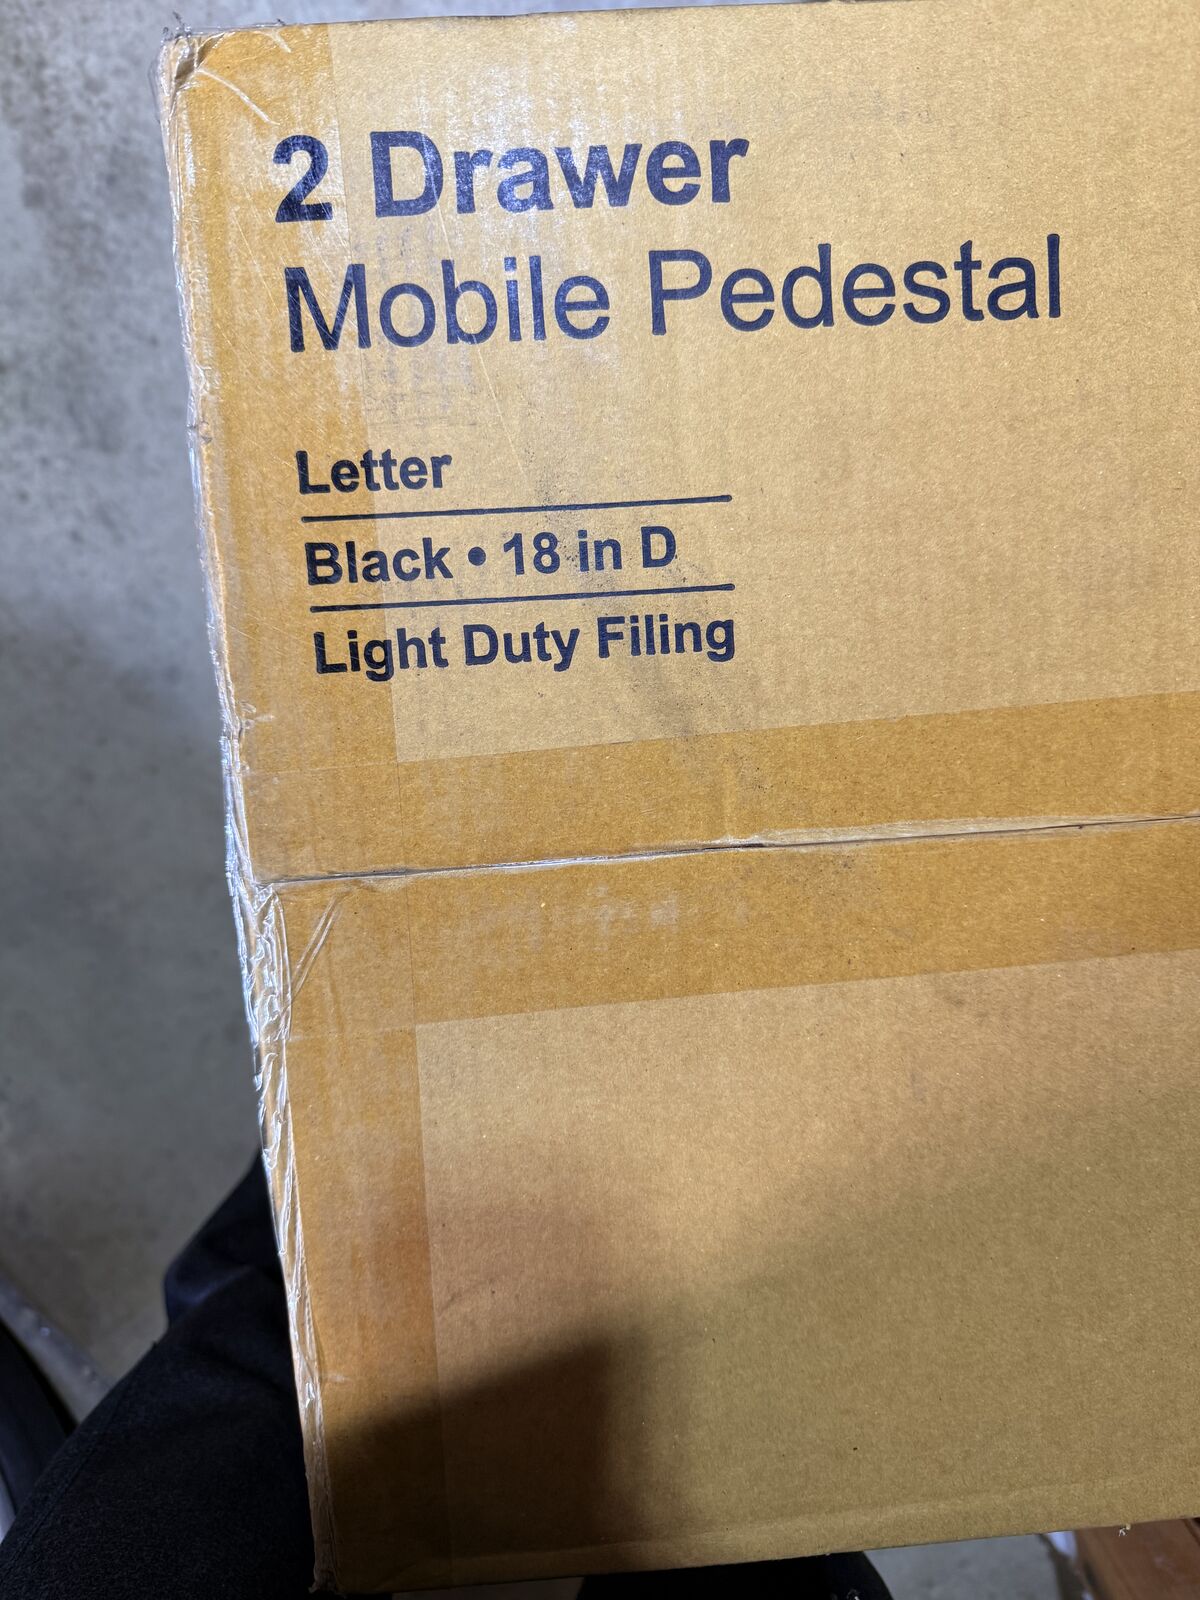 2 Drawer
Mobile Pedestal
Letter
Black • 18 in D
Light Duty Filing